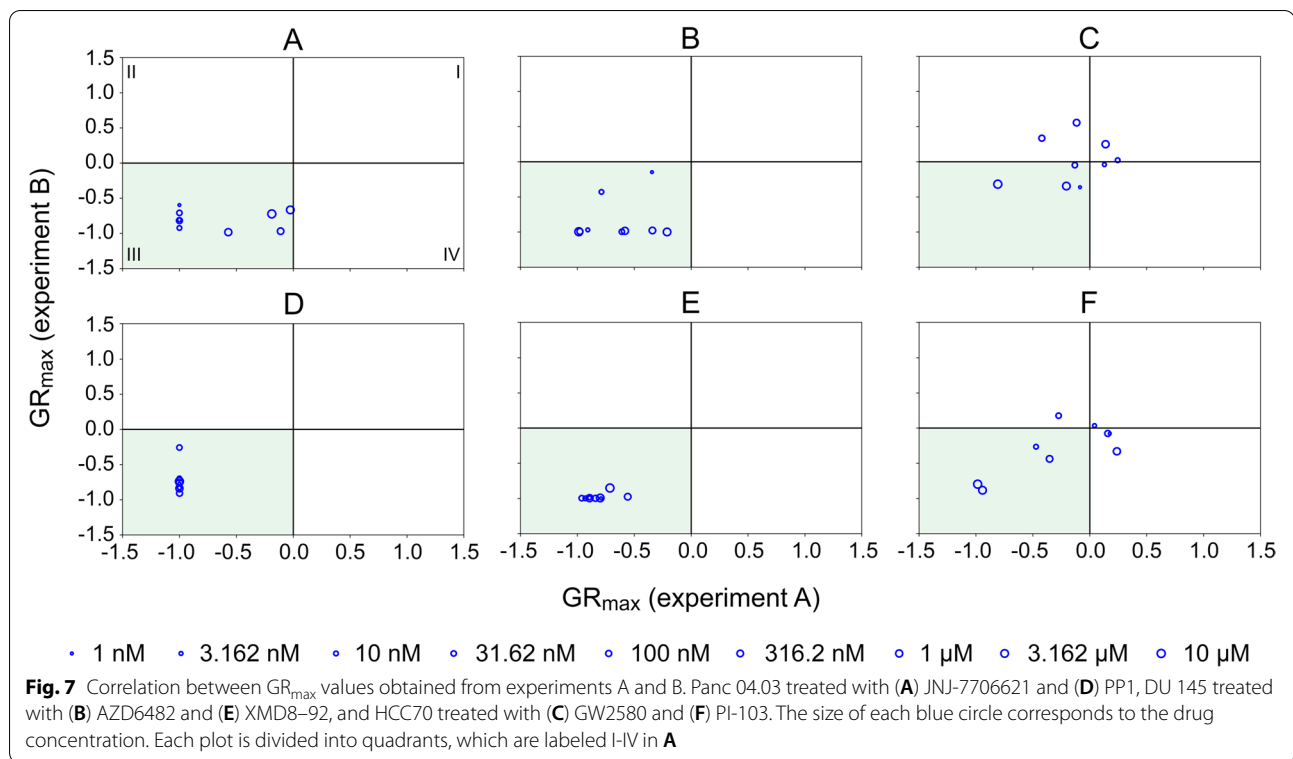 A
B
C
1.5
1.0
0.5
0.0
-0.5
-1.0
-1.5
II
I
III
IV
D
E
F
1.5
1.0
0.5
0.0
-0.5
-1.0
-1.5
GRmax (experiment B)
-1.5 -1.0 -0.5 0.0 0.5 1.0 1.5
-1.5 -1.0 -0.5 0.0 0.5 1.0 1.5
-1.5 -1.0 -0.5 0.0 0.5 1.0 1.5
GRmax (experiment A)
1 nM 3.162 nM 10 nM 31.62 nM 100 nM 316.2 nM 1 µM 3.162 µM 10 µM
Fig. 7 Correlation between GRmax values obtained from experiments A and B. Panc 04.03 treated with (A) JNJ-7706621 and (D) PP1, DU 145 treated
with (B) AZD6482 and (E) XMD8–92, and HCC70 treated with (C) GW2580 and (F) PI-103. The size of each blue circle corresponds to the drug
concentration. Each plot is divided into quadrants, which are labeled I-IV in A